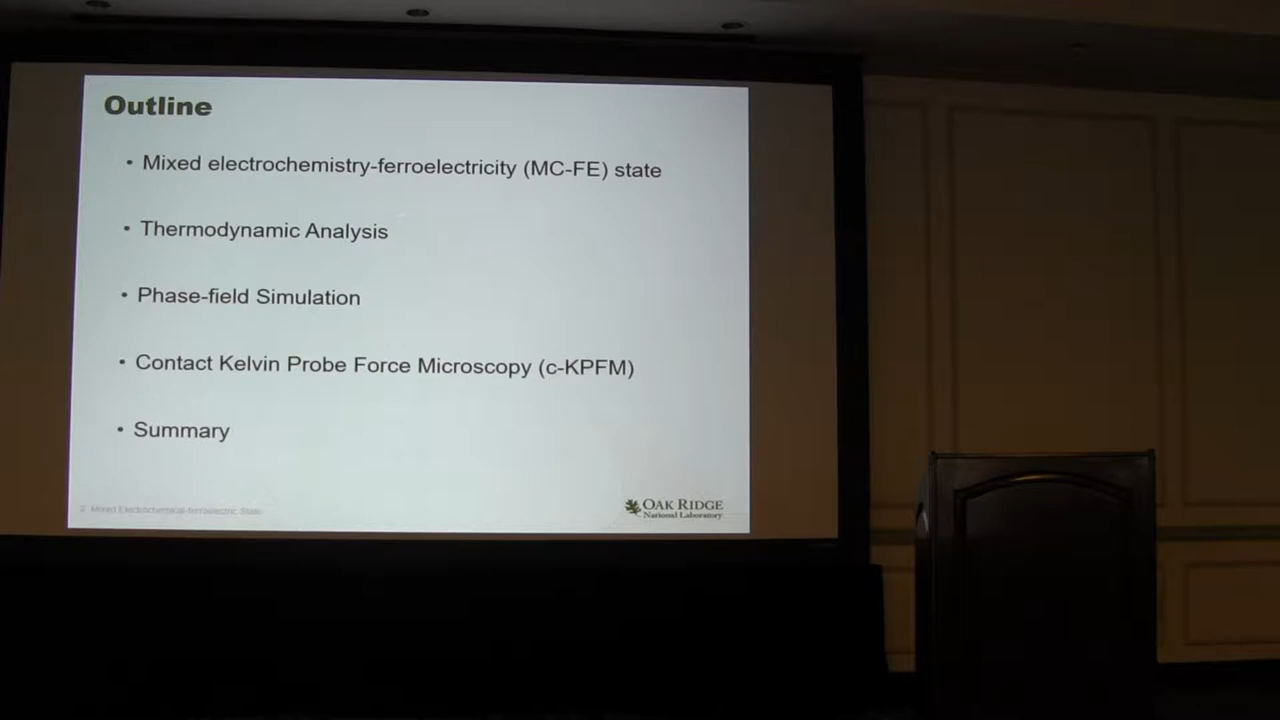 Outline
• Mixed electrochemistry-ferroelectricity (MC-FE) state
• Thermodynamic Analysis
• Phase-field Simulation
• Contact Kelvin Probe Force Microscopy (c-KPFM)
• Summary
2 Mixed Electrochemical-ferroelectric State
OAK RIDGE
National Laboratory